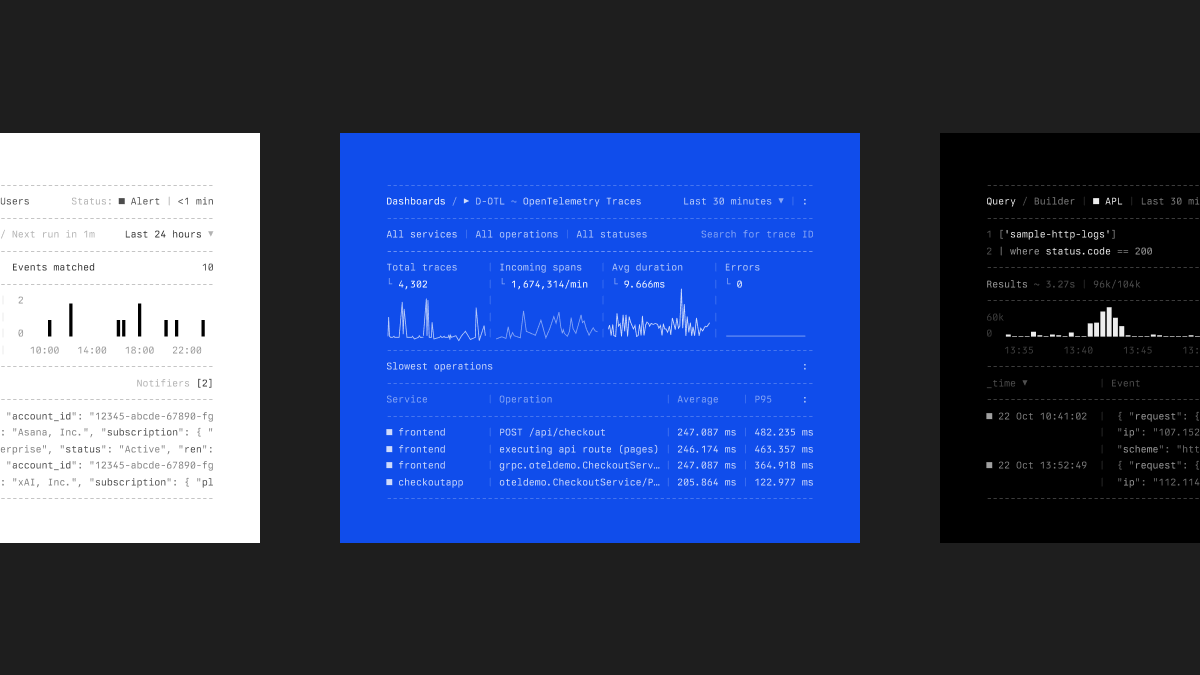 Users Status: ■ Alert | <1 min
/ Next run in 1m Last 24 hours ▼
Events matched 10
2
0
10:00 14:00 18:00 22:00
Notifiers [2]
"account_id": "12345-abcde-67890-fg
: "Asana, Inc.", "subscription": { "
erprise", "status": "Active", "ren":
"account_id": "12345-abcde-67890-fg
: "xAI, Inc.", "subscription": { "pl
Dashboards / ▶ D-OTL ~ OpenTelemetry Traces Last 30 minutes ▼ | :
All services | All operations | All statuses Search for trace ID
Total traces | Incoming spans | Avg duration | Errors
└ 4,302 | └ 1,674,314/min | └ 9.666ms | └ 0
Slowest operations :
Service | Operation | Average | P95 :
■ frontend | POST /api/checkout | 247.087 ms | 482.235 ms
■ frontend | executing api route (pages) | 246.174 ms | 463.357 ms
■ frontend | grpc.oteldemo.CheckoutServ… | 247.087 ms | 364.918 ms
■ checkoutapp | oteldemo.CheckoutService/P… | 205.864 ms | 122.977 ms
Query / Builder | ■ APL | Last 30 mi
1 ['sample-http-logs']
2 | where status.code == 200
Results ~ 3.27s | 96k/104k
60k
0
13:35 13:40 13:45 13:
_time ▼ | Event
■ 22 Oct 10:41:02 | { "request": {
| "ip": "107.152
| "scheme": "htt
■ 22 Oct 13:52:49 | { "request": {
| "ip": "112.114